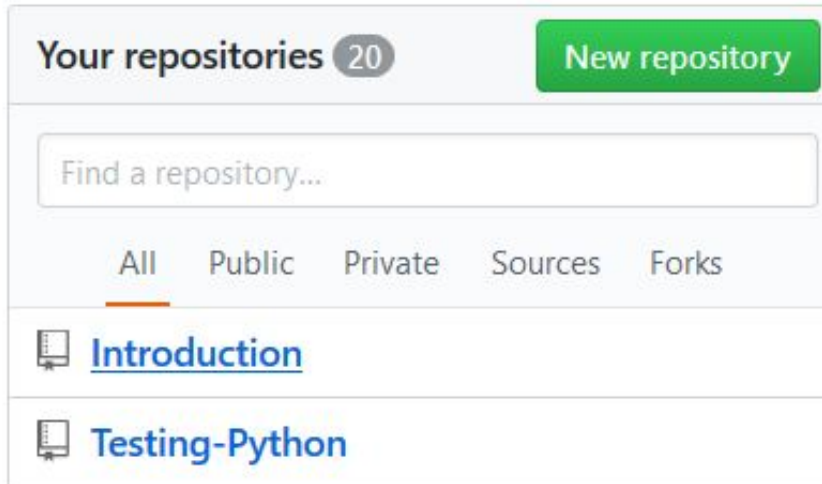 Your repositories 20 New repository
Find a repository...
All Public Private Sources Forks
Introduction
Testing-Python